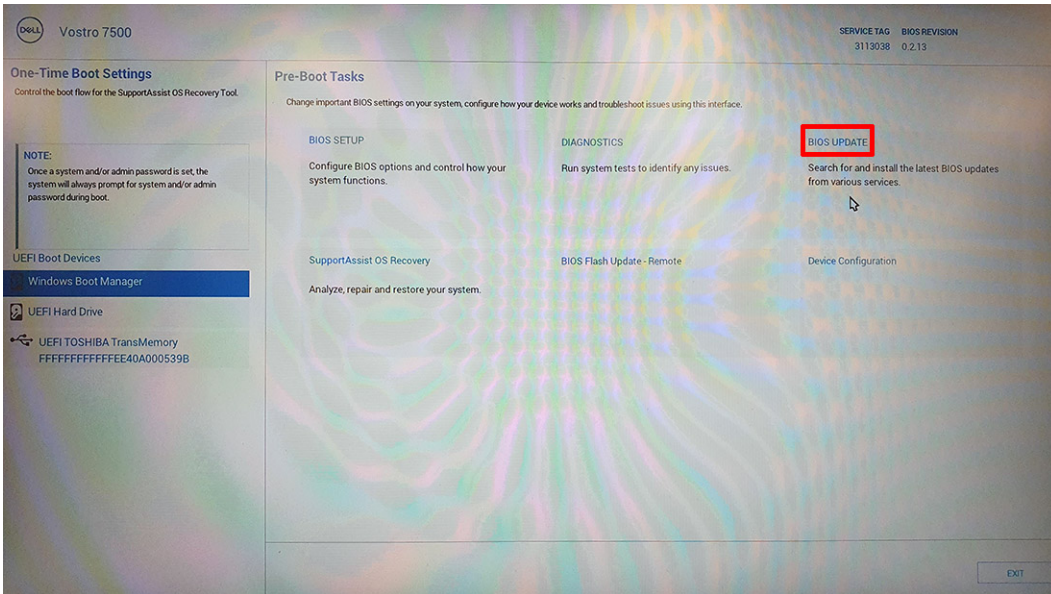 DELL
Vostro 7500
SERVICE TAG BIOS REVISION
3113038 0.2.13
One-Time Boot Settings
Control the boot flow for the SupportAssist OS Recovery Tool.
NOTE:
Once a system and/or admin password is set, the
system will always prompt for system and/or admin
password during boot.
UEFI Boot Devices
Windows Boot Manager
UEFI Hard Drive
UEFI TOSHIBA TransMemory
FFFFFFFFFFFFEE40A000539B
Pre-Boot Tasks
Change important BIOS settings on your system, configure how your device works and troubleshoot issues using this interface.
BIOS SETUP
Configure BIOS options and control how your
system functions.
DIAGNOSTICS
Run system tests to identify any issues.
BIOS UPDATE
Search for and install the latest BIOS updates
from various services.
SupportAssist OS Recovery
Analyze, repair and restore your system.
BIOS Flash Update - Remote
Device Configuration
EXIT